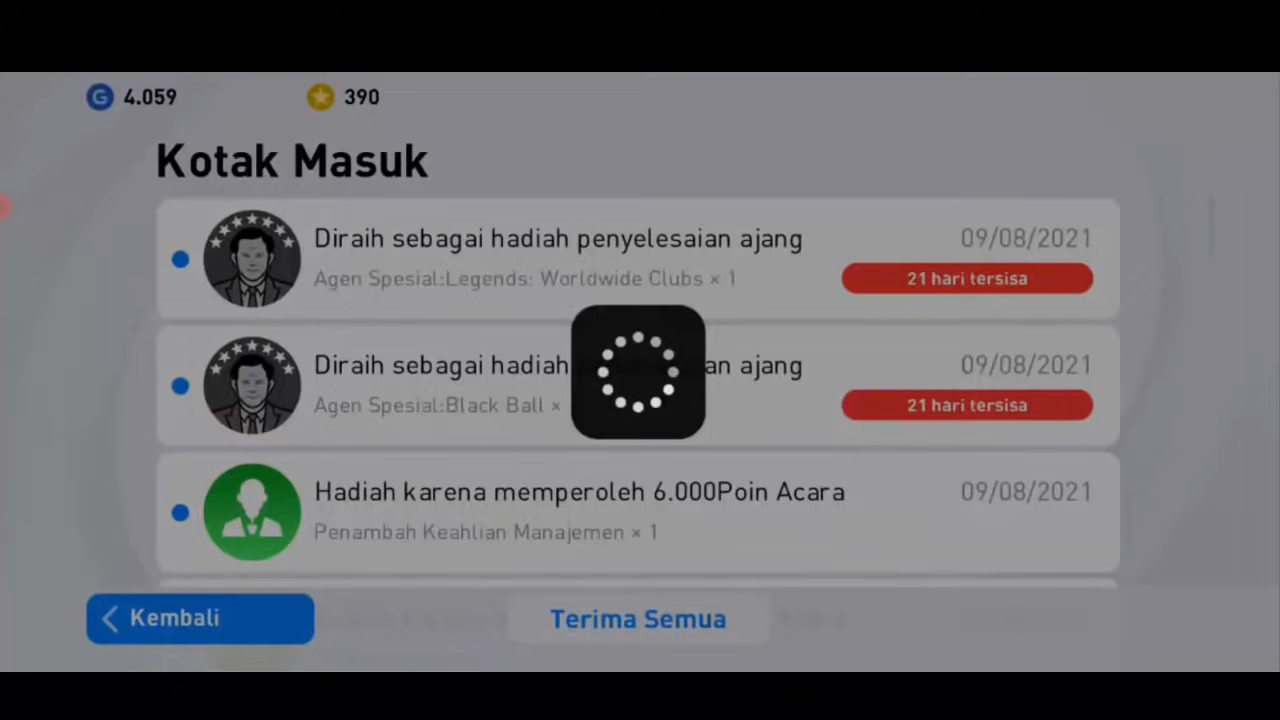 G 4.059 390
Kotak Masuk
Diraih sebagai hadiah penyelesaian ajang 09/08/2021
Agen Spesial:Legends: Worldwide Clubs × 1 21 hari tersisa
Diraih sebagai hadiah an ajang 09/08/2021
Agen Spesial:Black Ball × 21 hari tersisa
Hadiah karena memperoleh 6.000Poin Acara 09/08/2021
Penambah Keahlian Manajemen × 1
Kembali Terima Semua